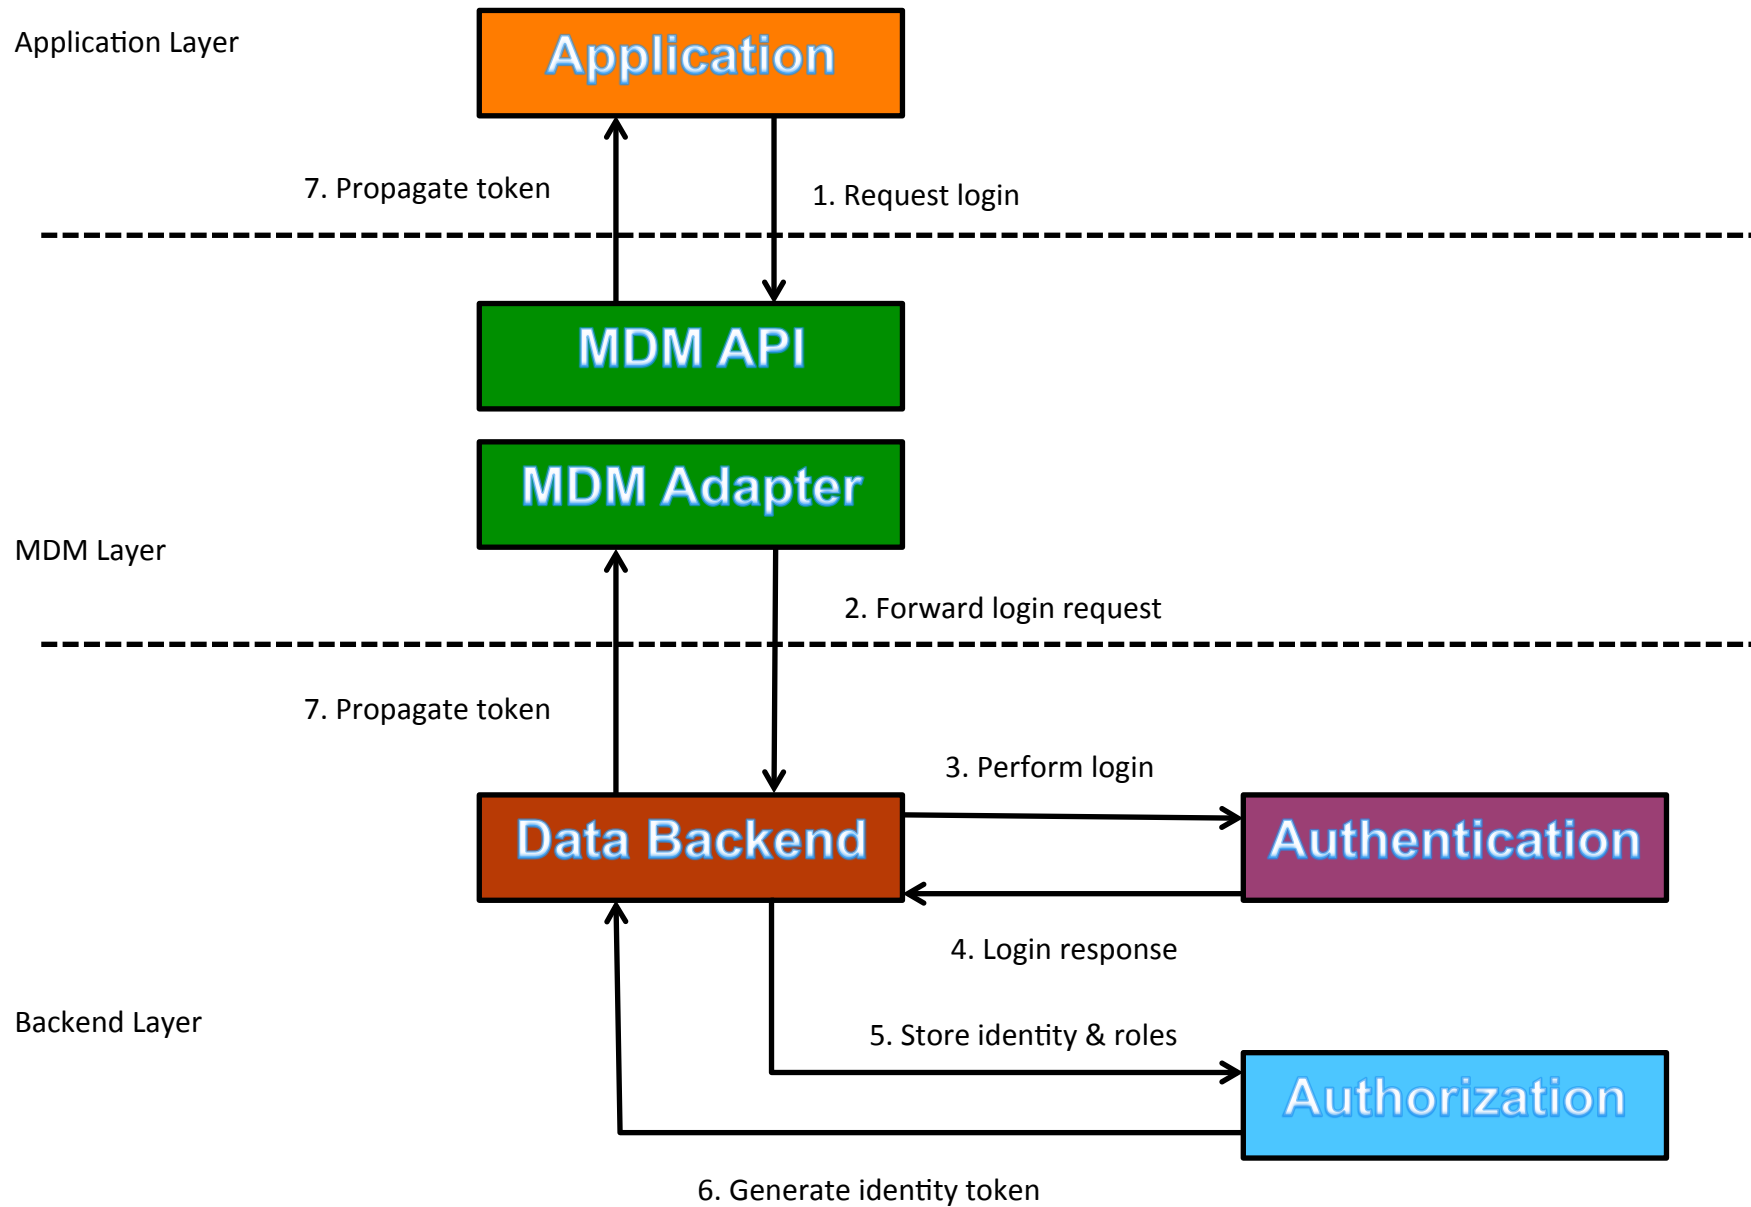 Application Layer
Application
7. Propagate token
1. Request login
MDM API
MDM Adapter
MDM Layer
2. Forward login request
7. Propagate token
3. Perform login
Data Backend
Authentication
4. Login response
Backend Layer
5. Store identity & roles
Authorization
6. Generate identity token